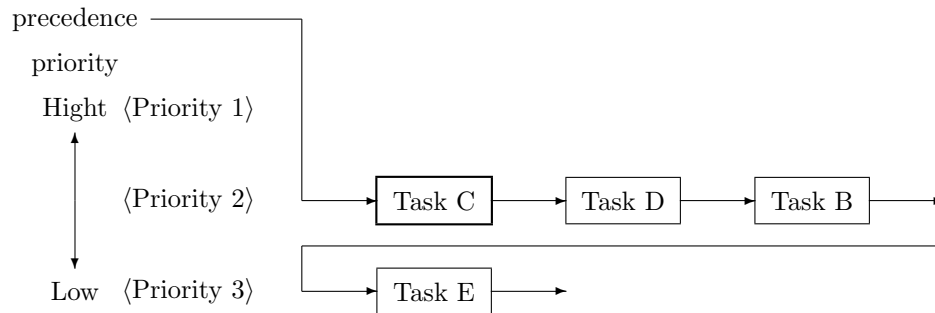 precedence
priority
Hight ⟨Priority 1⟩
⟨Priority 2⟩ Task C Task D Task B
Low ⟨Priority 3⟩ Task E